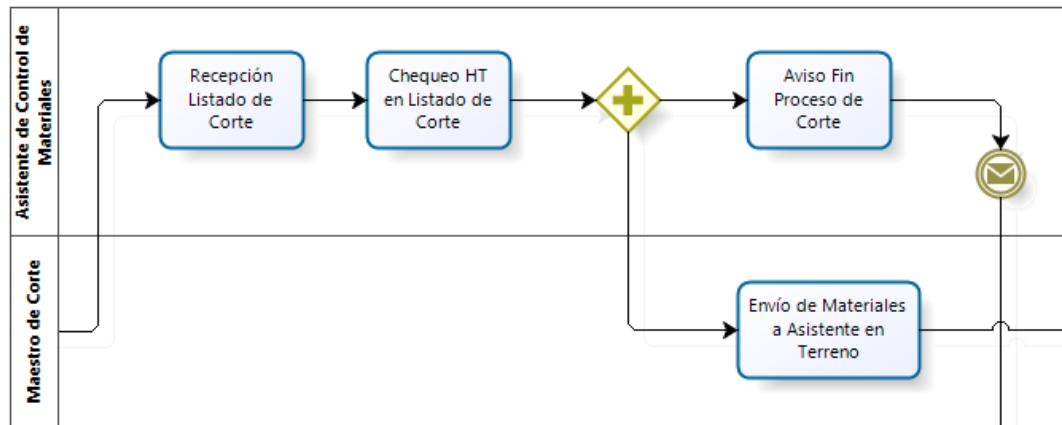 Asistente de Control de
Materiales
Recepción
Listado de
Corte
Chequeo HT
en Listado de
Corte
Aviso Fin
Proceso de
Corte
Maestro de Corte
Envío de Materiales
a Asistente en
Terreno